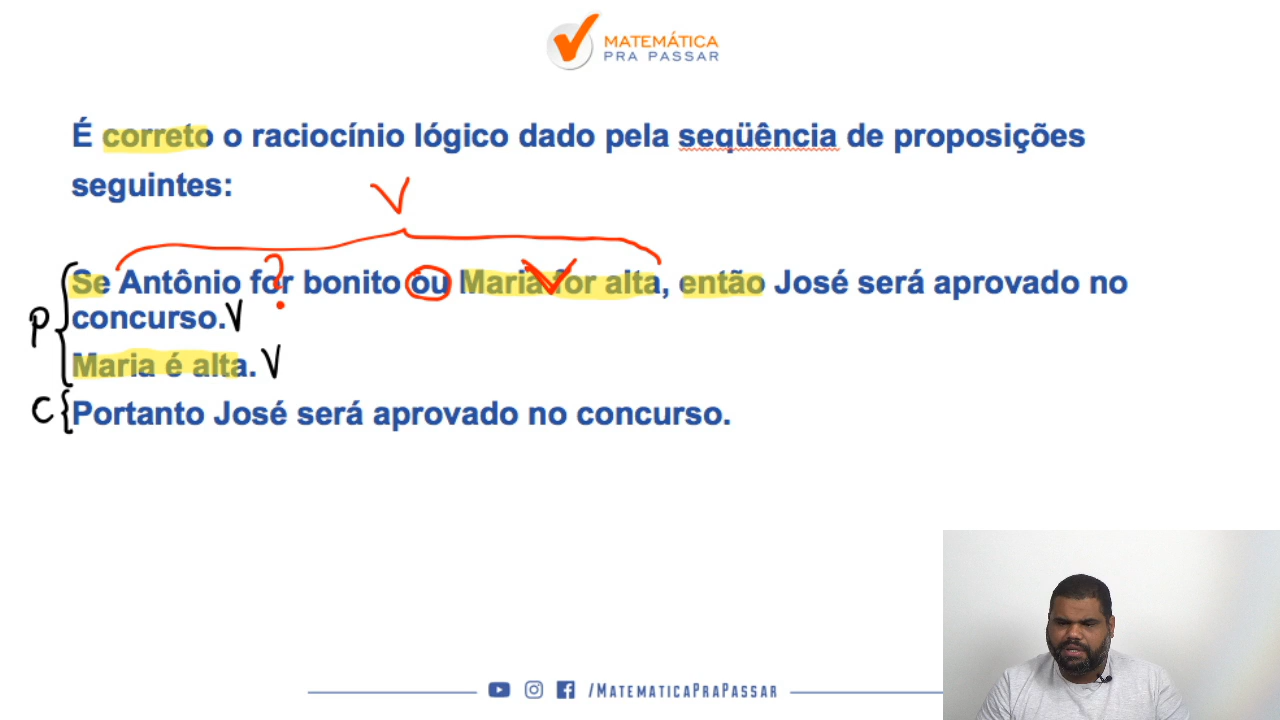 MATEMÁTICA
PRA PASSAR
É correto o raciocínio lógico dado pela seqüência de proposições
seguintes:
V
?
V
Se Antônio for bonito ou Maria for alta, então José será aprovado no
P
concurso. V
Maria é alta. V
C Portanto José será aprovado no concurso.
/MATEMATICAPRAPASSAR